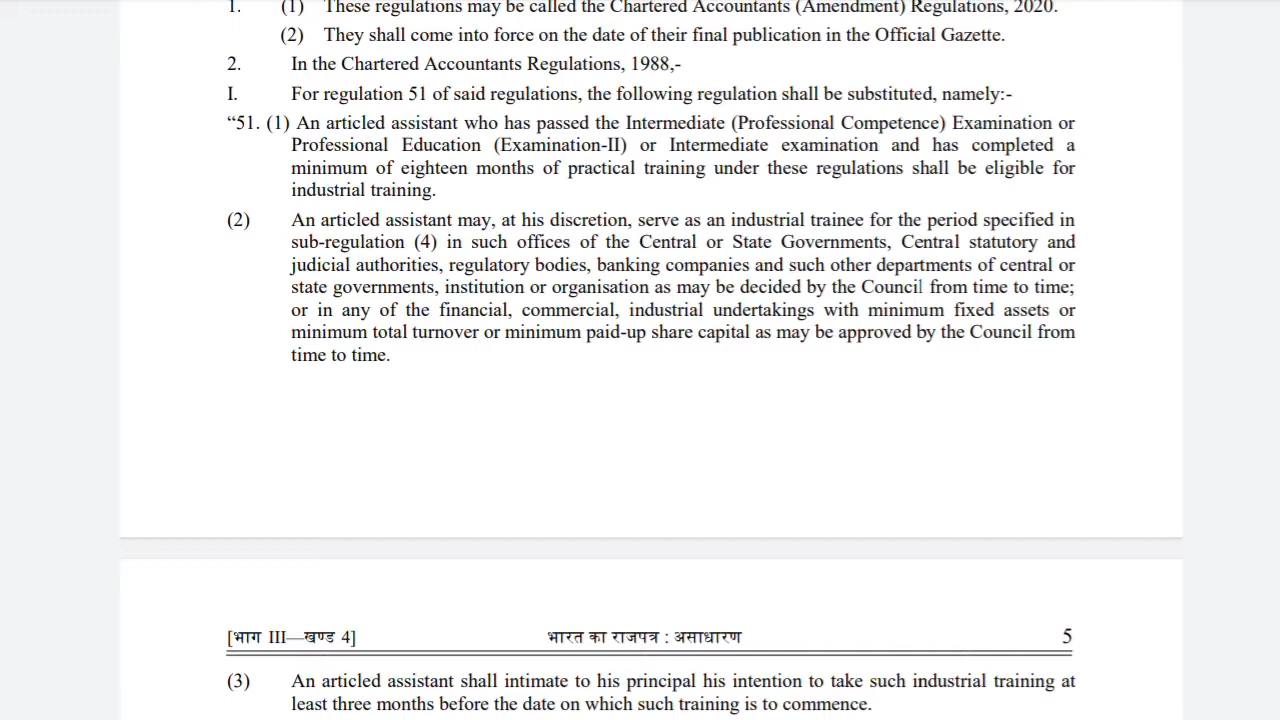 1. (1) These regulations may be called the Chartered Accountants (Amendment) Regulations, 2020.
(2) They shall come into force on the date of their final publication in the Official Gazette.
2. In the Chartered Accountants Regulations, 1988,-
I. For regulation 51 of said regulations, the following regulation shall be substituted, namely:-
“51. (1) An articled assistant who has passed the Intermediate (Professional Competence) Examination or
Professional Education (Examination-II) or Intermediate examination and has completed a
minimum of eighteen months of practical training under these regulations shall be eligible for
industrial training.
(2) An articled assistant may, at his discretion, serve as an industrial trainee for the period specified in
sub-regulation (4) in such offices of the Central or State Governments, Central statutory and
judicial authorities, regulatory bodies, banking companies and such other departments of central or
state governments, institution or organisation as may be decided by the Council from time to time;
or in any of the financial, commercial, industrial undertakings with minimum fixed assets or
minimum total turnover or minimum paid-up share capital as may be approved by the Council from
time to time.
[भाग III—खण्ड 4] भारत का राजपत्र : असाधारण 5
(3) An articled assistant shall intimate to his principal his intention to take such industrial training at
least three months before the date on which such training is to commence.